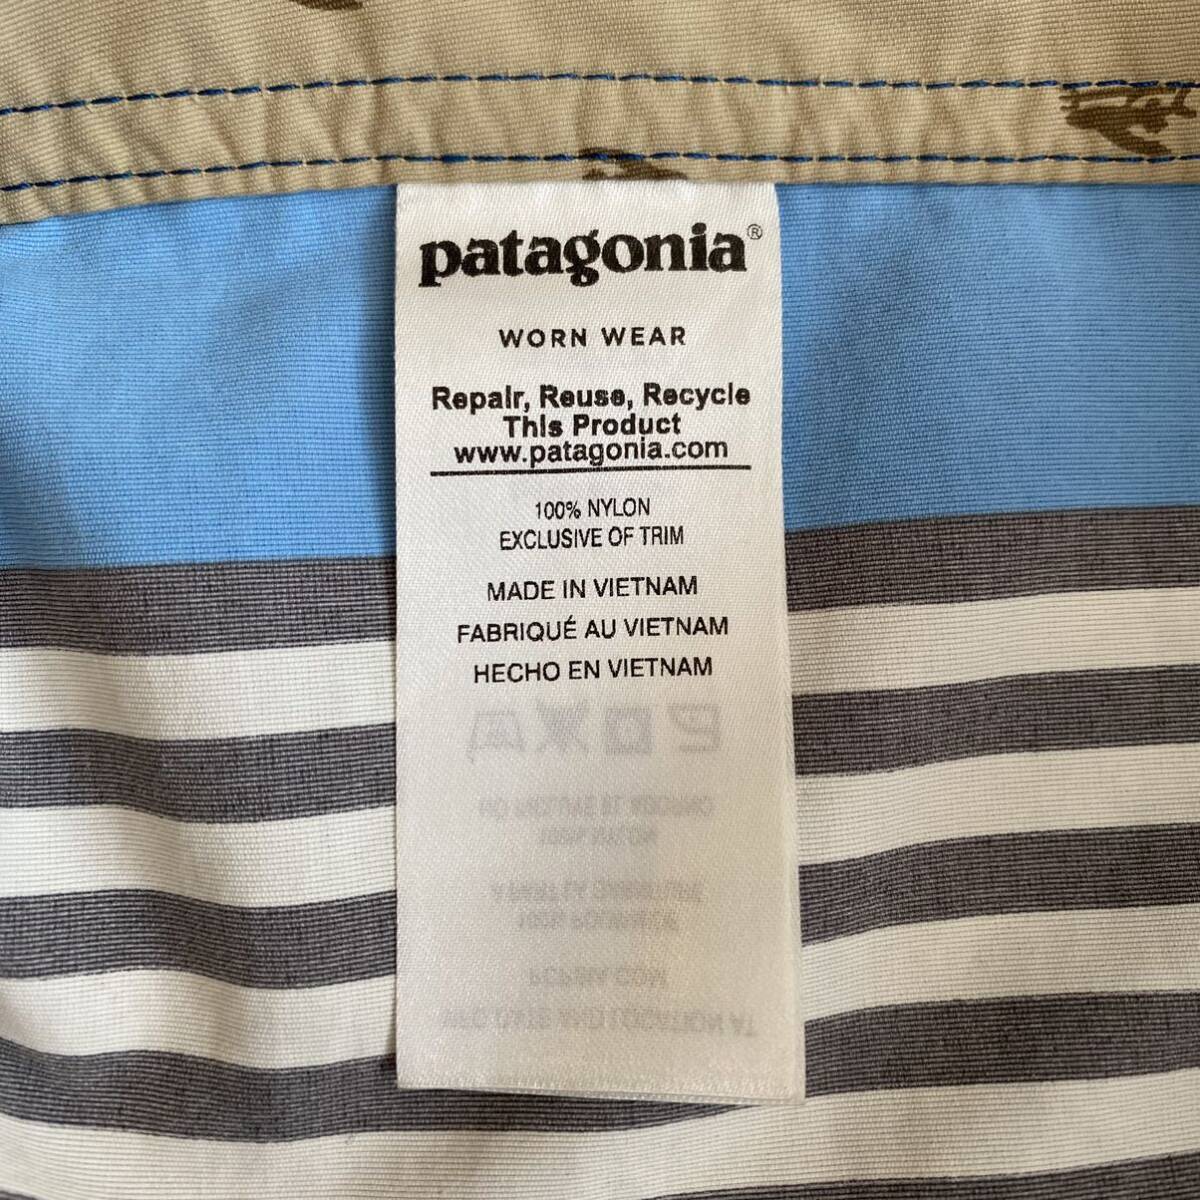 patagonia®
WORN WEAR
Repair, Reuse, Recycle
This Product
www.patagonia.com
100% NYLON
EXCLUSIVE OF TRIM
MADE IN VIETNAM
FABRIQUÉ AU VIETNAM
HECHO EN VIETNAM